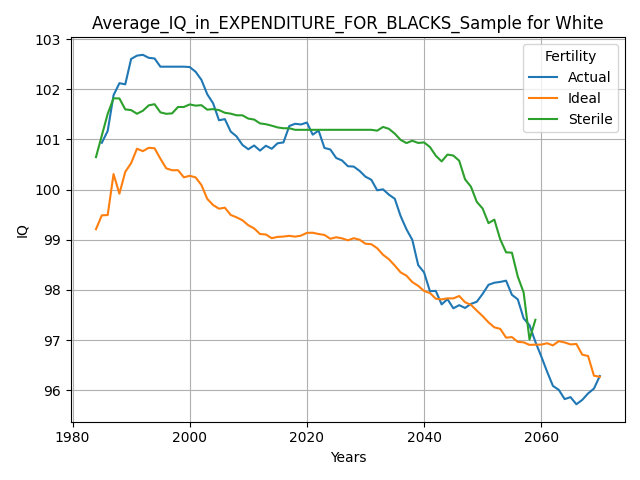 Average_IQ_in_EXPENDITURE_FOR_BLACKS_Sample for White
103
102
101
100
99
98
97
96
IQ
Fertility
Actual
Ideal
Sterile
1980
2000
2020
2040
2060
Years